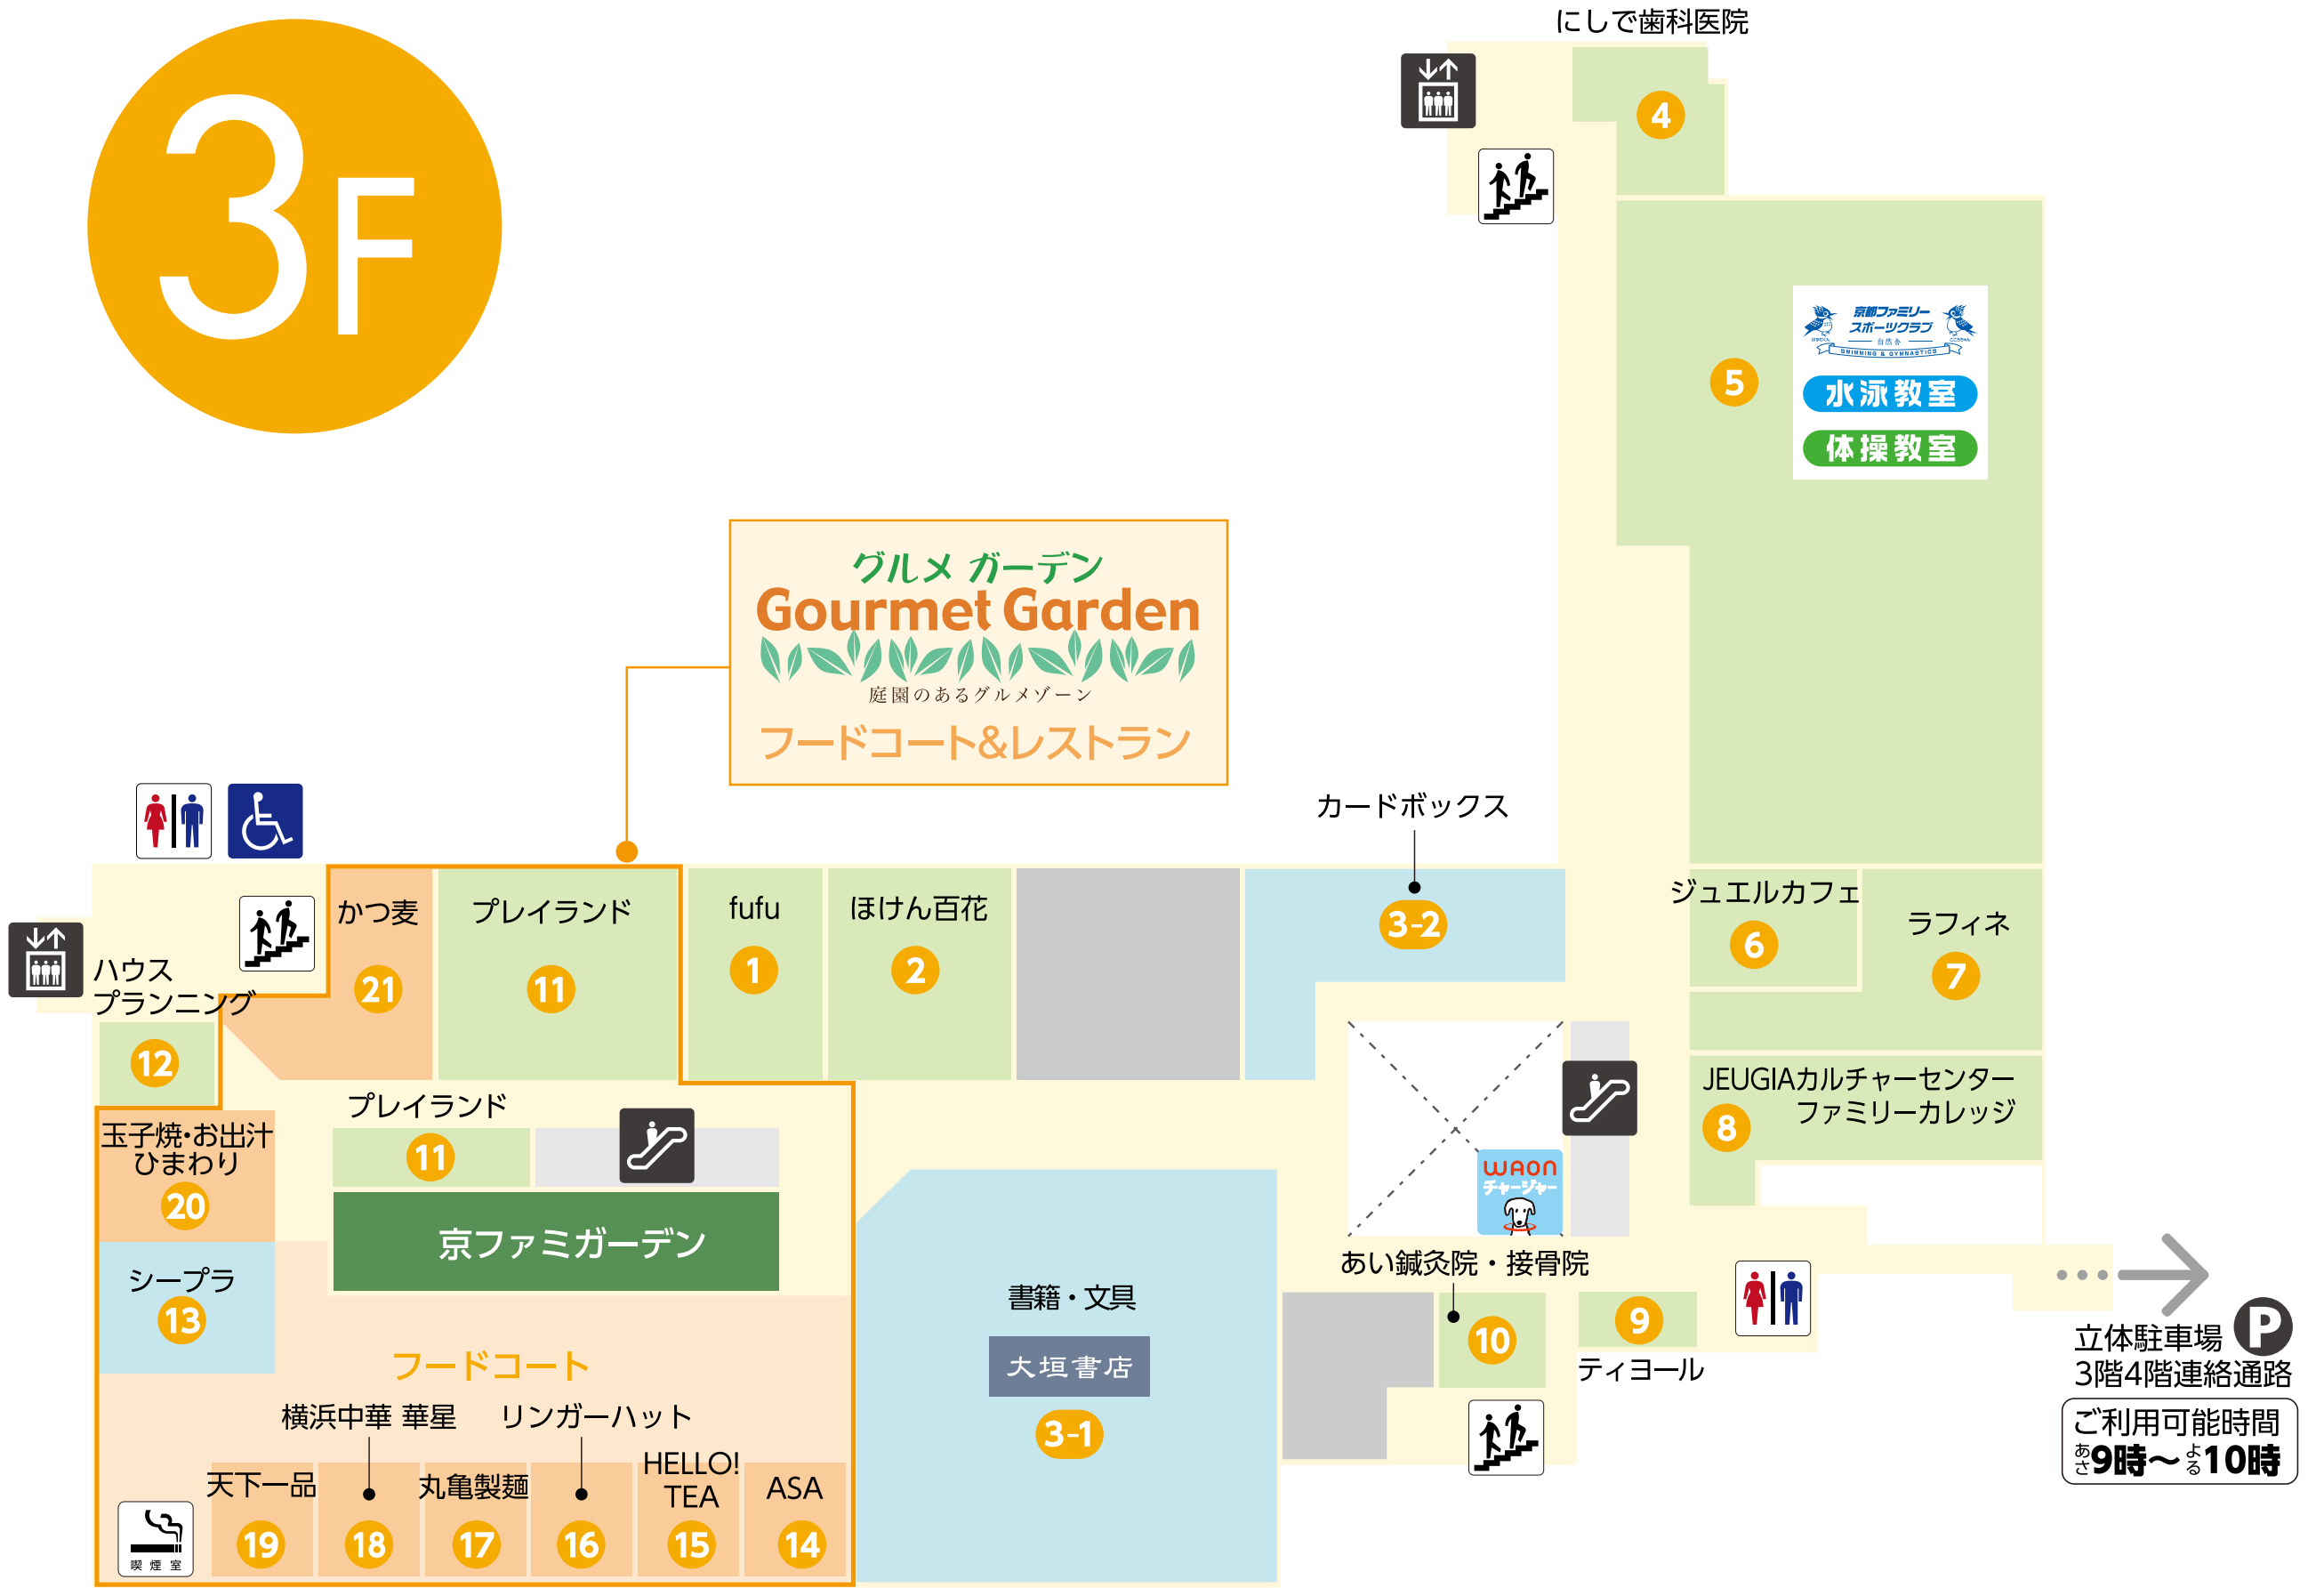 3F
にしで歯科医院
4
京都ファミリー
スポーツクラブ
自然舎
SWIMMING & GYMNASTICS
水泳教室
体操教室
5
グルメ ガーデン
Gourmet Garden
庭園のあるグルメゾーン
フードコート&レストラン
カードボックス
3-2
かつ麦
21
プレイランド
11
fufu
1
ほけん百花
2
ジュエルカフェ
6
ラフィネ
7
ハウス
プランニング
12
JEUGIAカルチャーセンター
ファミリーカレッジ
8
プレイランド
11
玉子焼・お出汁
ひまわり
20
京ファミガーデン
WAON
チャージャー
シープラ
13
書籍・文具
大垣書店
3-1
あい鍼灸院・接骨院
10
9
ティヨール
立体駐車場 P
3階4階連絡通路
ご利用可能時間
あさ9時〜よる10時
フードコート
横浜中華 華星
リンガーハット
天下一品
丸亀製麺
HELLO!
TEA
ASA
喫煙室
19
18
17
16
15
14